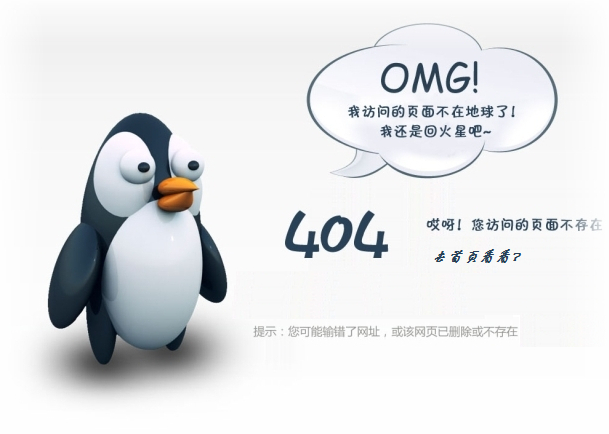 OMG!
我访问的页面不在地球了!
我还是回火星吧~
404
哎呀! 您访问的页面不存在
去首頁看看?
提示：您可能输错了网址，或该网页已删除或不存在